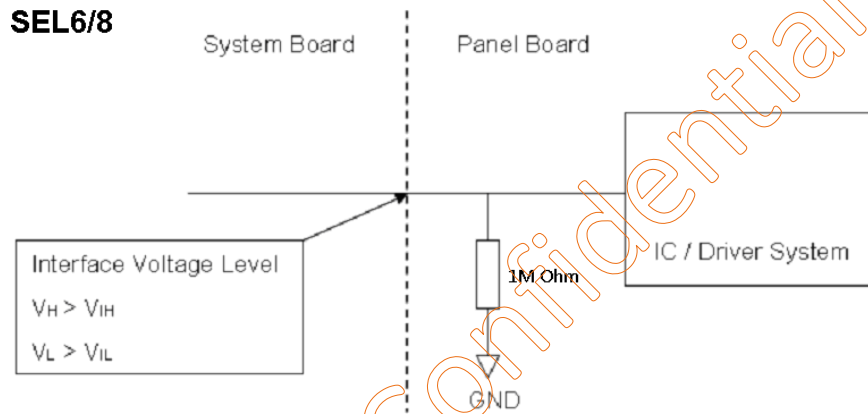 SEL6/8
System Board
Panel Board
Interface Voltage Level
VH > VIH
VL > VIL
1M Ohm
IC / Driver System
GND
Confidential